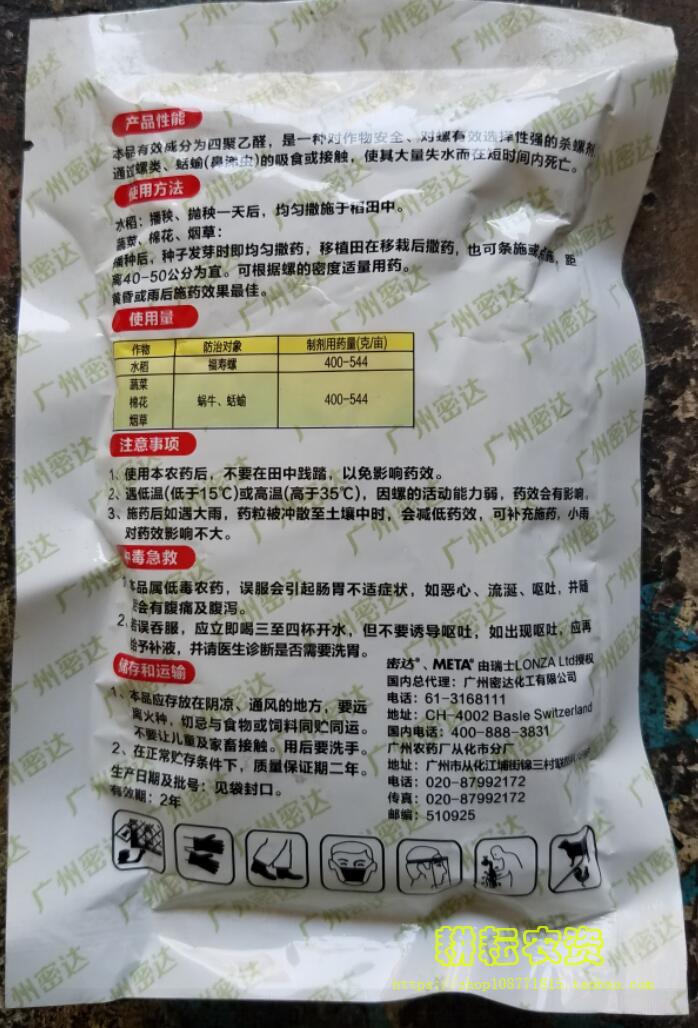 产品性能
本品有效成分为四聚乙醛，是一种对作物安全、对螺有效选择性强的杀螺剂
通过螺类、蛞蝓(鼻涕虫)的吸食或接触，使其大量失水而在短时间内死亡。
使用方法
水稻：播秧、抛秧一天后，均匀撒施于稻田中。
蔬菜、棉花、烟草：
播种后，种子发芽时即均匀撒药，移植田在移栽后撒药，也可条施或点施，距
离40-50公分为宜。可根据螺的密度适量用药。
黄昏或雨后施药效果最佳。
使用量
作物 防治对象 制剂用药量(克/亩)
水稻 福寿螺 400-544
蔬菜
棉花 蜗牛、蛞蝓 400-544
烟草
注意事项
1、使用本农药后，不要在田中践踏，以免影响药效。
2、遇低温(低于15℃)或高温(高于35℃)，因螺的活动能力弱，药效会有影响。
3、施药后如遇大雨，药粒被冲散至土壤中时，会减低药效，可补充施药，小雨
对药效影响不大。
中毒急救
本品属低毒农药，误服会引起肠胃不适症状，如恶心、流涎、呕吐，并随
会有腹痛及腹泻。
2、若误吞服，应立即喝三至四杯开水，但不要诱导呕吐，如出现呕吐，应再
给予补液，并请医生诊断是否需要洗胃。
储存和运输
1、本品应存放在阴凉、通风的地方，要远
离火种，切忌与食物或饲料同贮同运。
不要让儿童及家畜接触。用后要洗手。
2、在正常贮存条件下，质量保证期二年。
生产日期及批号：见袋封口。
有效期：2年
密达®、META®由瑞士LONZA Ltd授权
国内总代理：广州密达化工有限公司
电话：61-3168111
地址：CH-4002 Basle Switzerland
国内电话：400-888-3831
广州农药厂从化市分厂
地址：广州市从化江埔街锦三村
电话：020-87992172
传真：020-87992172
邮编：510925
广州密达
耕耘农资